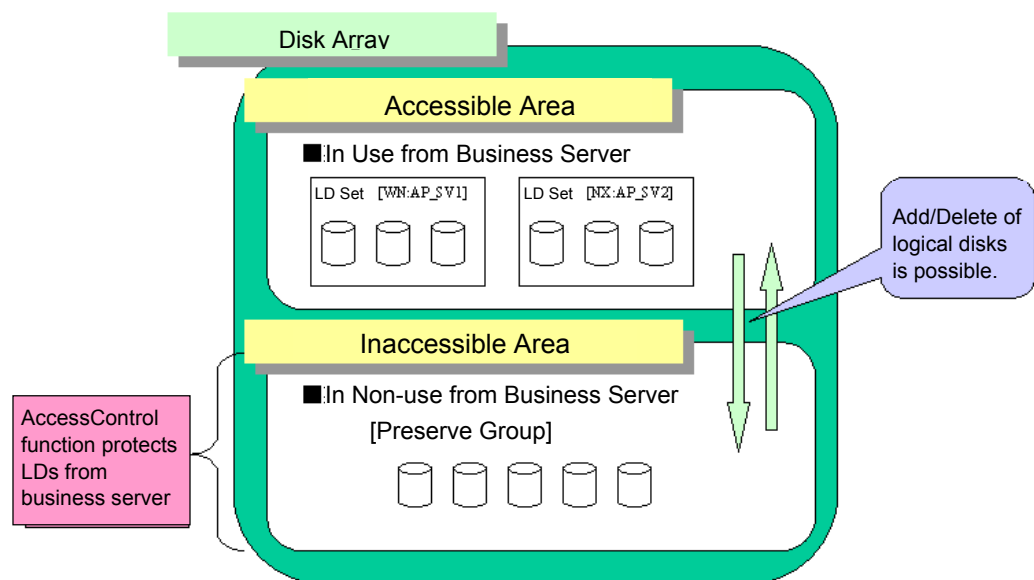 Disk Array
Accessible Area
■In Use from Business Server
LD Set [WN:AP_SV1]
LD Set [NX:AP_SV2]
Add/Delete of
logical disks
is possible.
Inaccessible Area
■In Non-use from Business Server
[Preserve Group]
AccessControl
function protects
LDs from
business server